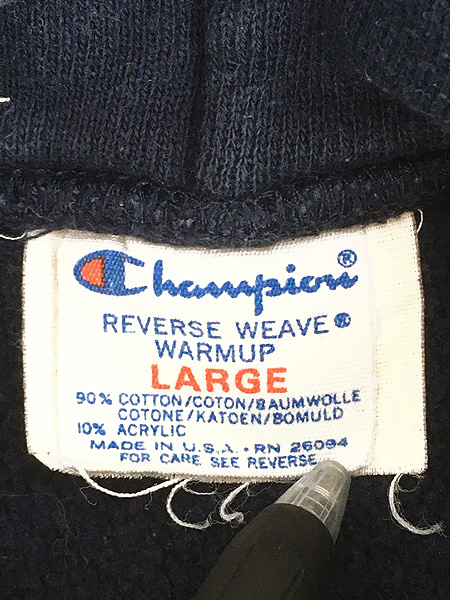 Champion®
REVERSE WEAVE®
WARMUP
LARGE
90% COTTON/COTON/BAUMWOLLE
COTONE/KATOEN/BOMULD
10% ACRYLIC
MADE IN U.S.A. • RN 26094
FOR CARE SEE REVERSE